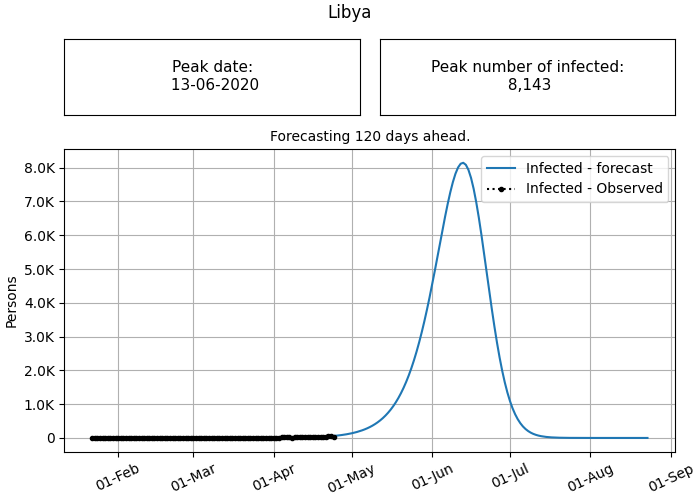 Libya
Peak date:
13-06-2020
Peak number of infected:
8,143
Forecasting 120 days ahead.
Infected - forecast
Infected - Observed
8.0K
7.0K
6.0K
5.0K
4.0K
3.0K
2.0K
1.0K
0
Persons
01-Feb
01-Mar
01-Apr
01-May
01-Jun
01-Jul
01-Aug
01-Sep